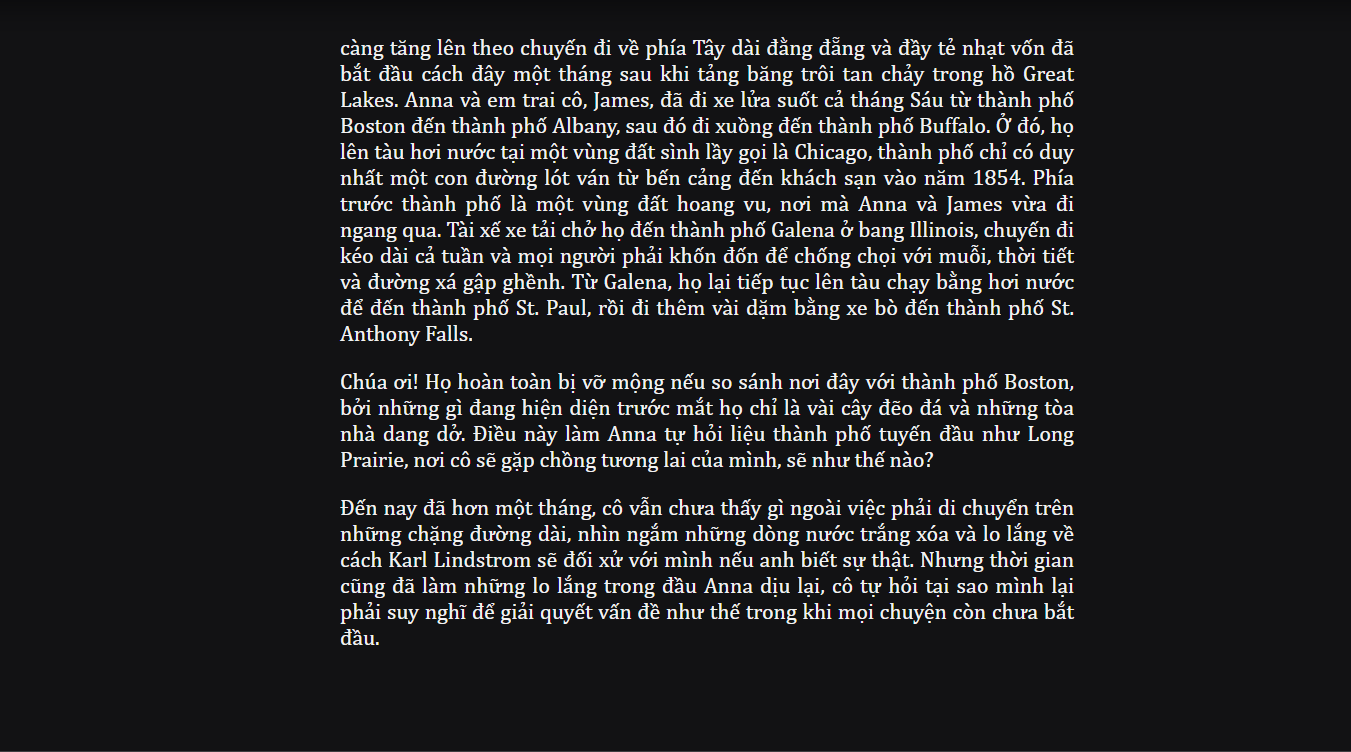 càng tăng lên theo chuyến đi về phía Tây dài đằng đẵng và đầy tẻ nhạt vốn đã
bắt đầu cách đây một tháng sau khi tảng băng trôi tan chảy trong hồ Great
Lakes. Anna và em trai cô, James, đã đi xe lửa suốt cả tháng Sáu từ thành phố
Boston đến thành phố Albany, sau đó đi xuồng đến thành phố Buffalo. Ở đó, họ
lên tàu hơi nước tại một vùng đất sình lầy gọi là Chicago, thành phố chỉ có duy
nhất một con đường lót ván từ bến cảng đến khách sạn vào năm 1854. Phía
trước thành phố là một vùng đất hoang vu, nơi mà Anna và James vừa đi
ngang qua. Tài xế xe tải chở họ đến thành phố Galena ở bang Illinois, chuyến đi
kéo dài cả tuần và mọi người phải khốn đốn để chống chọi với muỗi, thời tiết
và đường xá gập ghềnh. Từ Galena, họ lại tiếp tục lên tàu chạy bằng hơi nước
để đến thành phố St. Paul, rồi đi thêm vài dặm bằng xe bò đến thành phố St.
Anthony Falls.
Chúa ơi! Họ hoàn toàn bị vỡ mộng nếu so sánh nơi đây với thành phố Boston,
bởi những gì đang hiện diện trước mắt họ chỉ là vài cây đẽo đá và những tòa
nhà dang dở. Điều này làm Anna tự hỏi liệu thành phố tuyến đầu như Long
Prairie, nơi cô sẽ gặp chồng tương lai của mình, sẽ như thế nào?
Đến nay đã hơn một tháng, cô vẫn chưa thấy gì ngoài việc phải di chuyển trên
những chặng đường dài, nhìn ngắm những dòng nước trắng xóa và lo lắng về
cách Karl Lindstrom sẽ đối xử với mình nếu anh biết sự thật. Nhưng thời gian
cũng đã làm những lo lắng trong đầu Anna dịu lại, cô tự hỏi tại sao mình lại
phải suy nghĩ để giải quyết vấn đề như thế trong khi mọi chuyện còn chưa bắt
đầu.